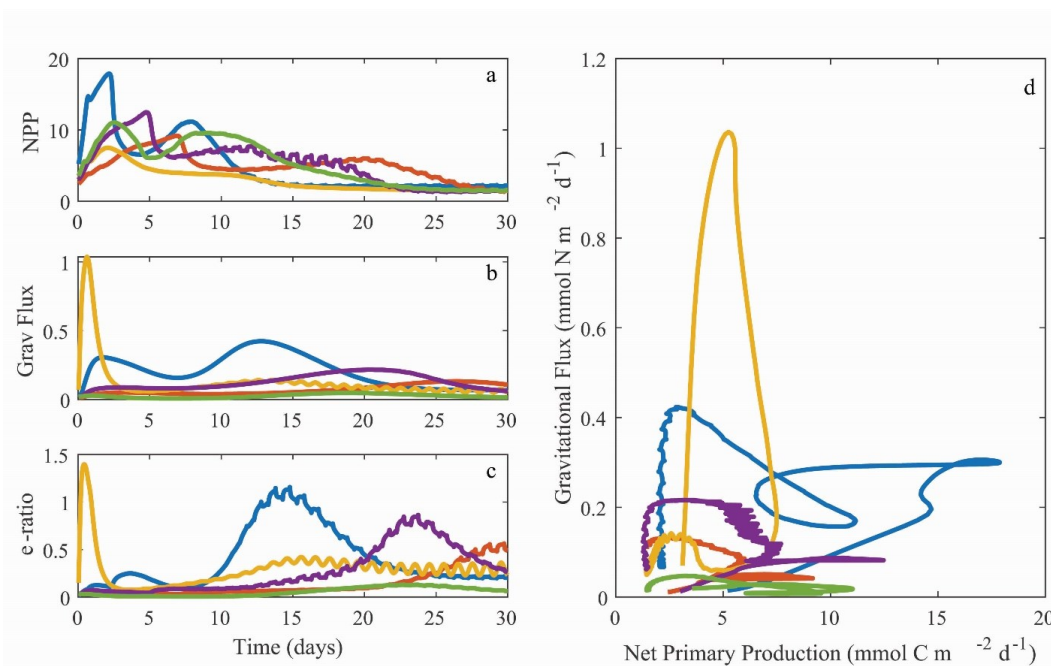 a
NPP
20
10
0
0 5 10 15 20 25 30
b
Grav Flux
1
0.5
0
0 5 10 15 20 25 30
c
e-ratio
1.5
1
0.5
0
0 5 10 15 20 25 30
Time (days)
d
Gravitational Flux (mmol N m -2 d-1)
1.2
1
0.8
0.6
0.4
0.2
0
0 5 10 15 20
Net Primary Production (mmol C m -2 d-1)